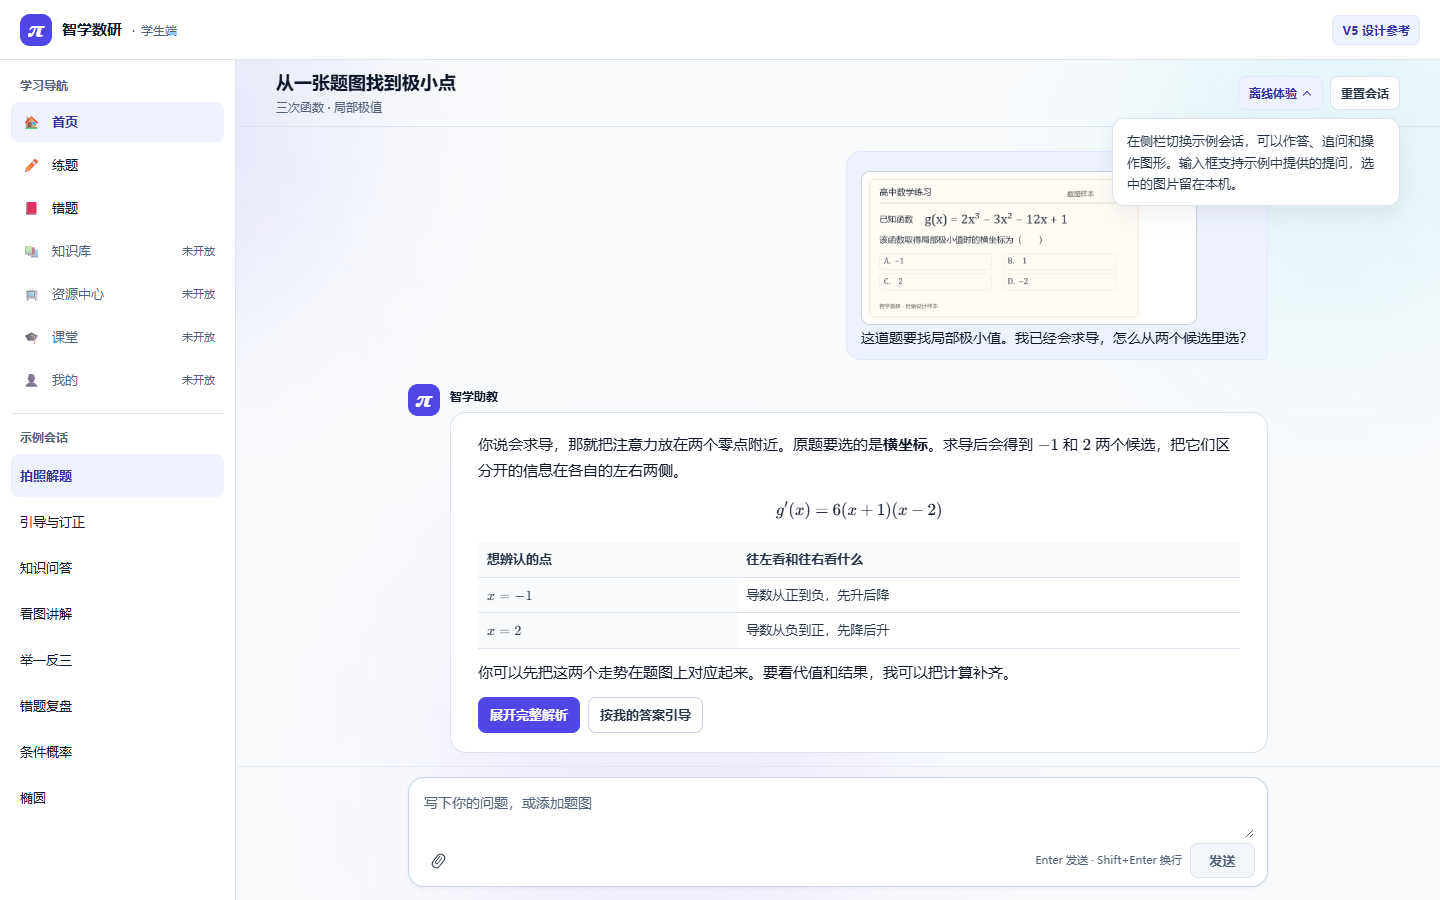 π 智学数研 · 学生端
V5 设计参考
学习导航
首页
练题
错题
知识库 未开放
资源中心 未开放
课堂 未开放
我的 未开放
示例会话
拍照解题
引导与订正
知识问答
看图讲解
举一反三
错题复盘
条件概率
椭圆
从一张题图找到极小点
三次函数 · 局部极值
离线体验
重置会话
在侧栏切换示例会话，可以作答、追问和操
作图形。输入框支持示例中提供的提问，选
中的图片留在本机。
高中数学练习 题面样本
已知函数 g(x) = 2x³ − 3x² − 12x + 1
该函数取得局部极小值时的横坐标为（ ）
A. −1 B. 1
C. 2 D. −2
智学数研 · 自编设计样本
这道题要找局部极小值。我已经会求导，怎么从两个候选里选？
π 智学助教
你说会求导，那就把注意力放在两个零点附近。原题要选的是横坐标。求导后会得到 −1 和 2 两个候选，把它们区
分开的信息在各自的左右两侧。
g′(x) = 6(x + 1)(x − 2)
想辨认的点 往左看和往右看什么
x = −1 导数从正到负，先升后降
x = 2 导数从负到正，先降后升
你可以先把这两个走势在题图上对应起来。要看代值和结果，我可以把计算补齐。
展开完整解析 按我的答案引导
写下你的问题，或添加题图
Enter 发送 · Shift+Enter 换行
发送